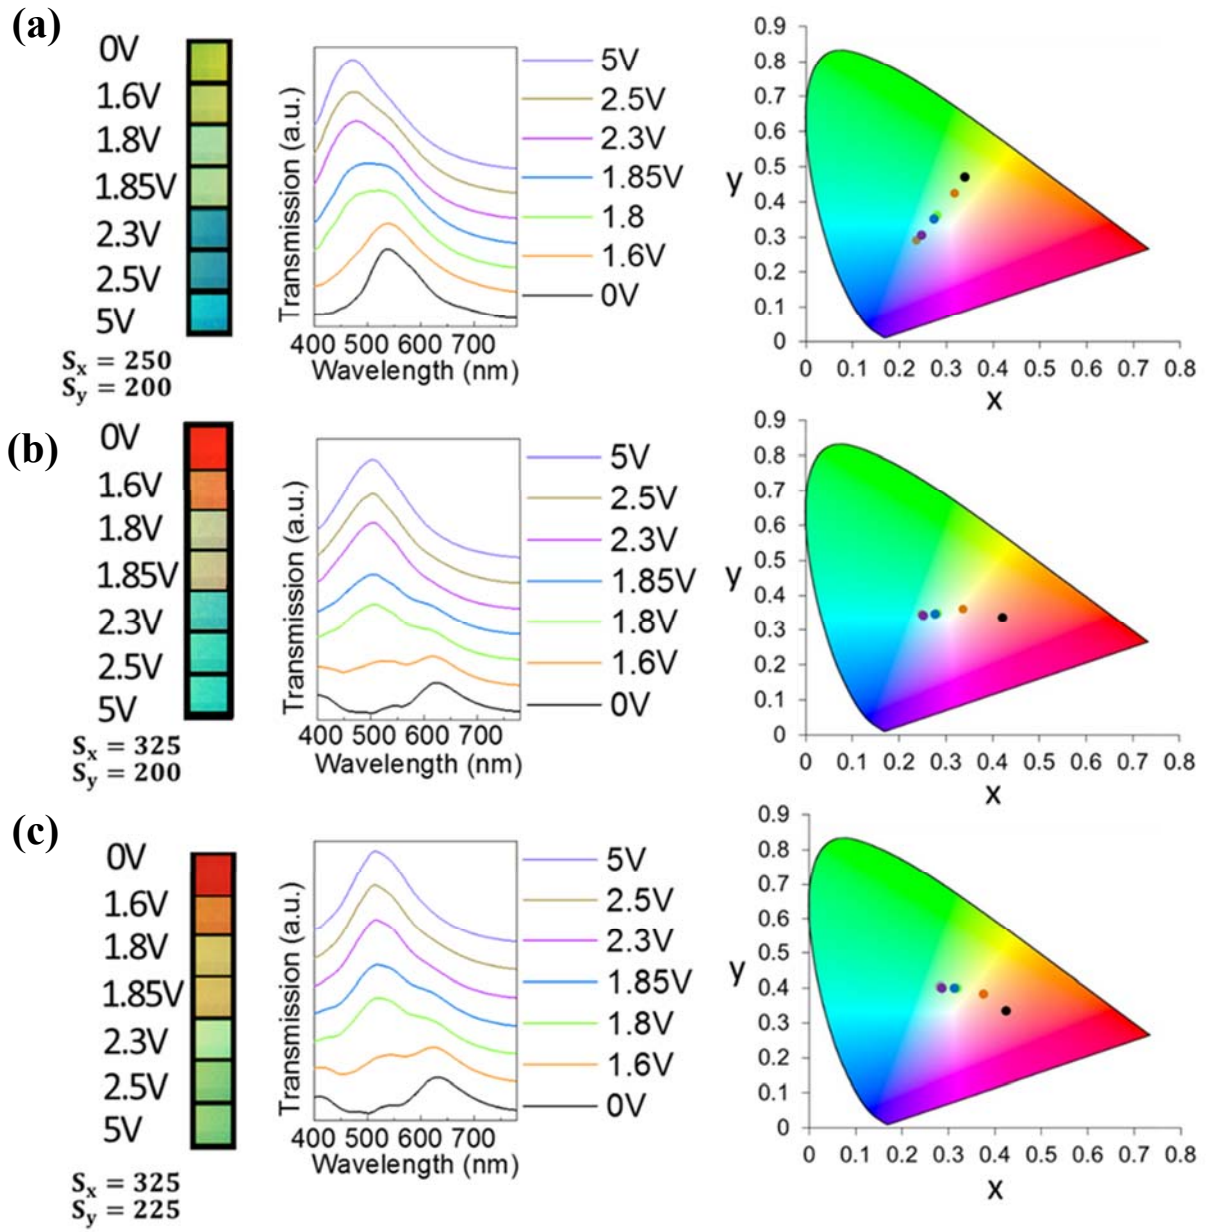 (a)
0V
1.6V
1.8V
1.85V
2.3V
2.5V
5V
Sx = 250
Sy = 200
Transmission (a.u.)
400 500 600 700
Wavelength (nm)
5V
2.5V
2.3V
1.85V
1.8
1.6V
0V
y
0.9
0.8
0.7
0.6
0.5
0.4
0.3
0.2
0.1
0
0 0.1 0.2 0.3 0.4 0.5 0.6 0.7 0.8
x
(b)
0V
1.6V
1.8V
1.85V
2.3V
2.5V
5V
Sx = 325
Sy = 200
Transmission (a.u.)
400 500 600 700
Wavelength (nm)
5V
2.5V
2.3V
1.85V
1.8V
1.6V
0V
y
0.9
0.8
0.7
0.6
0.5
0.4
0.3
0.2
0.1
0
0 0.1 0.2 0.3 0.4 0.5 0.6 0.7 0.8
x
(c)
0V
1.6V
1.8V
1.85V
2.3V
2.5V
5V
Sx = 325
Sy = 225
Transmission (a.u.)
400 500 600 700
Wavelength (nm)
5V
2.5V
2.3V
1.85V
1.8V
1.6V
0V
y
0.9
0.8
0.7
0.6
0.5
0.4
0.3
0.2
0.1
0
0 0.1 0.2 0.3 0.4 0.5 0.6 0.7 0.8
x